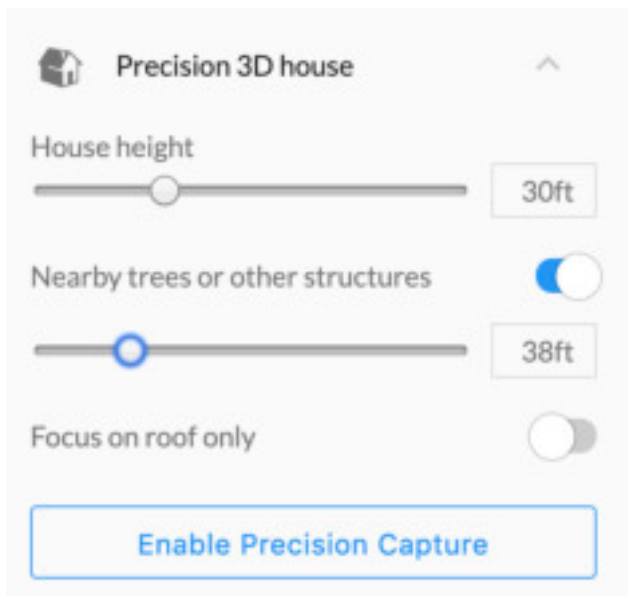 Precision 3D house
House height
30ft
Nearby trees or other structures
38ft
Focus on roof only
Enable Precision Capture